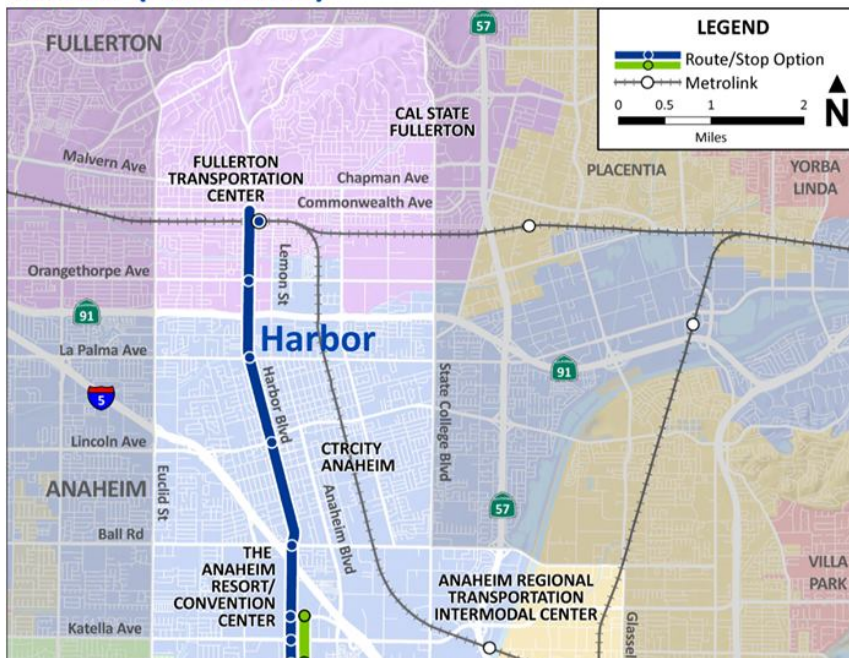 FULLERTON
57
LEGEND
Route/Stop Option
Metrolink
0 0.5 1 2
Miles
N
CAL STATE
FULLERTON
Malvern Ave
FULLERTON
TRANSPORTATION
CENTER
Chapman Ave
Commonwealth Ave
PLACENTIA
YORBA
LINDA
Orangethorpe Ave
Lemon St
91
Harbor
La Palma Ave
5
Harbor Blvd
State College Blvd
91
Lincoln Ave
CTRCITY
ANAHEIM
ANAHEIM
Euclid St
Anaheim Blvd
57
Ball Rd
THE
ANAHEIM
RESORT/
CONVENTION
CENTER
ANAHEIM REGIONAL
TRANSPORTATION
INTERMODAL CENTER
VILLA
PARK
Katella Ave
Glassel